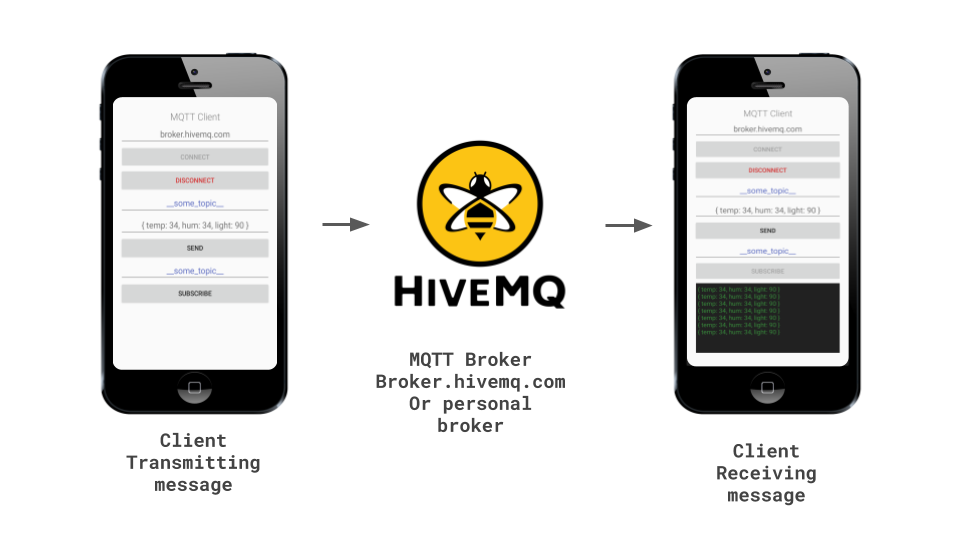 MQTT Client
broker.hivemq.com
CONNECT
DISCONNECT
__some_topic__
{ temp: 34, hum: 34, light: 90 }
SEND
__some_topic__
SUBSCRIBE
Client
Transmitting
message
HIVEMQ
MQTT Broker
Broker.hivemq.com
Or personal
broker
MQTT Client
broker.hivemq.com
CONNECT
DISCONNECT
__some_topic__
{ temp: 34, hum: 34, light: 90 }
SEND
__some_topic__
SUBSCRIBE
{ temp: 34, hum: 34, light: 90 }
{ temp: 34, hum: 34, light: 90 }
{ temp: 34, hum: 34, light: 90 }
{ temp: 34, hum: 34, light: 90 }
{ temp: 34, hum: 34, light: 90 }
{ temp: 34, hum: 34, light: 90 }
{ temp: 34, hum: 34, light: 90 }
Client
Receiving
message